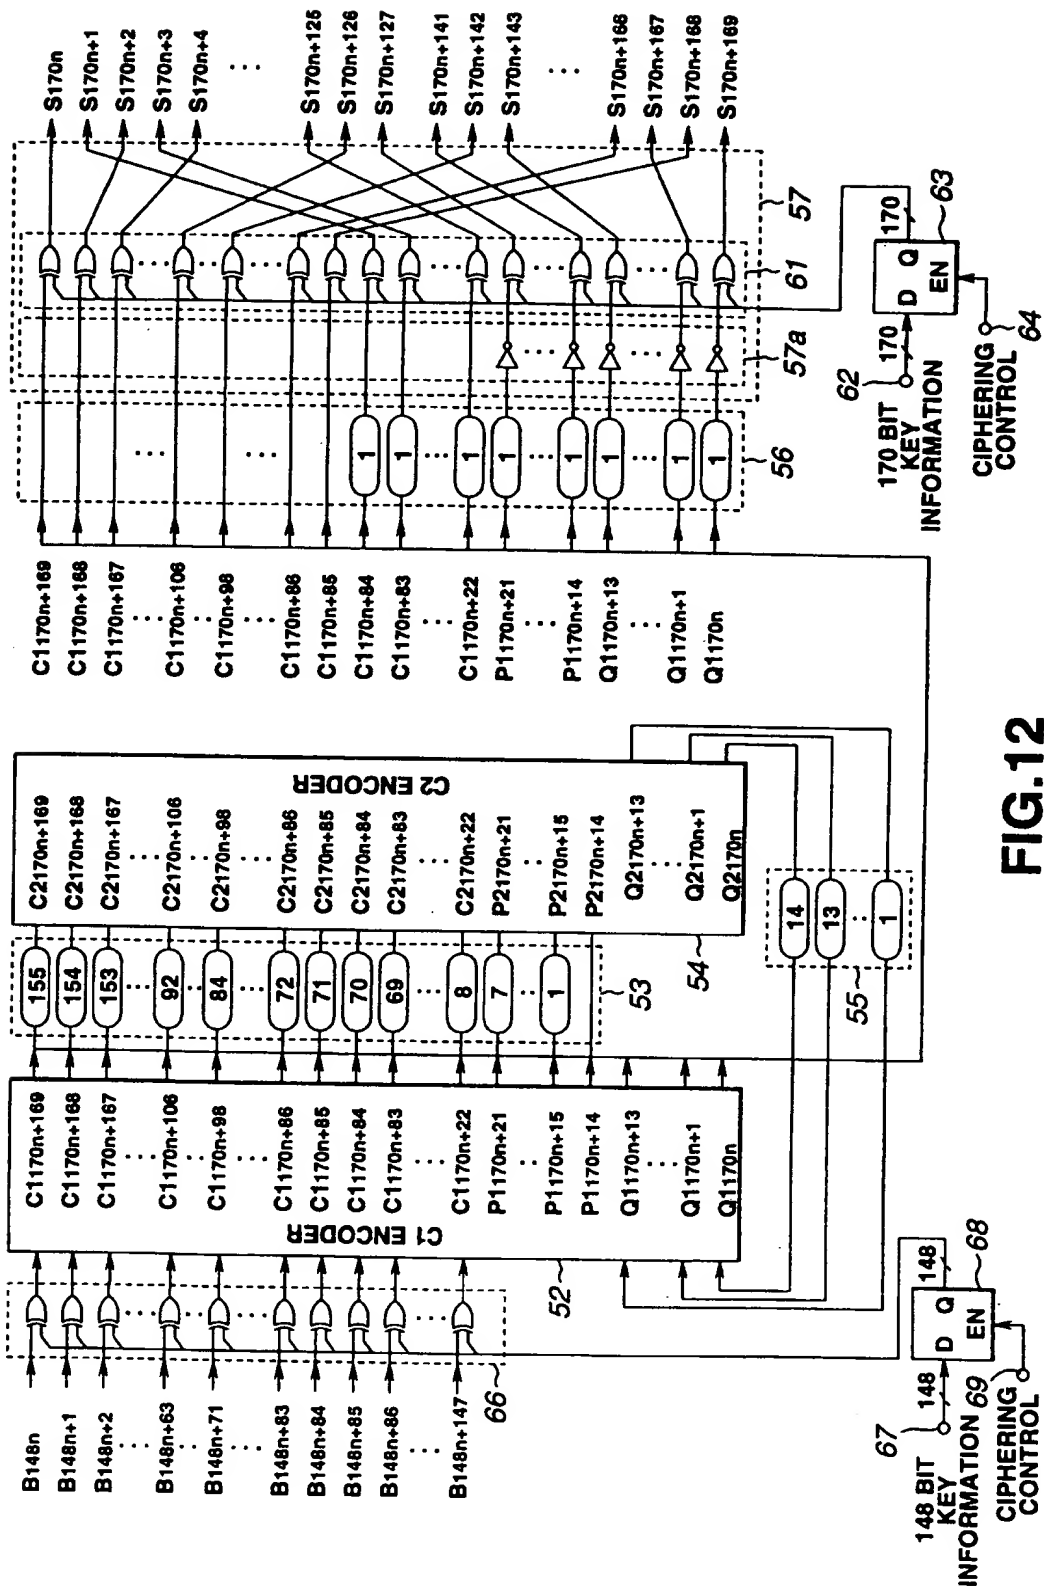 B148n
B148n+1
B148n+2
B148n+63
B148n+71
B148n+83
B148n+84
B148n+85
B148n+86
B148n+147
66
67
148 BIT
KEY
INFORMATION
148
D Q
EN
148
68
69
CIPHERING
CONTROL
C1 ENCODER
52
C1170n+169
C1170n+168
C1170n+167
C1170n+106
C1170n+98
C1170n+86
C1170n+85
C1170n+84
C1170n+83
C1170n+22
P1170n+21
P1170n+15
P1170n+14
Q1170n+13
Q1170n+1
Q1170n
155
154
153
92
84
72
71
70
69
8
7
1
53
C2170n+169
C2170n+168
C2170n+167
C2170n+106
C2170n+98
C2170n+86
C2170n+85
C2170n+84
C2170n+83
C2170n+22
P2170n+21
P2170n+15
P2170n+14
Q2170n+13
Q2170n+1
Q2170n
C2 ENCODER
54
14
13
1
55
C1170n+169
C1170n+168
C1170n+167
C1170n+106
C1170n+98
C1170n+86
C1170n+85
C1170n+84
C1170n+83
C1170n+22
P1170n+21
P1170n+14
Q1170n+13
Q1170n+1
Q1170n
1
1
1
1
1
1
1
1
56
57a
61
57
S170n
S170n+1
S170n+2
S170n+3
S170n+4
S170n+125
S170n+126
S170n+127
S170n+141
S170n+142
S170n+143
S170n+166
S170n+167
S170n+168
S170n+169
62
170 BIT
KEY
INFORMATION
170
D Q
EN
170
63
64
CIPHERING
CONTROL
FIG.12